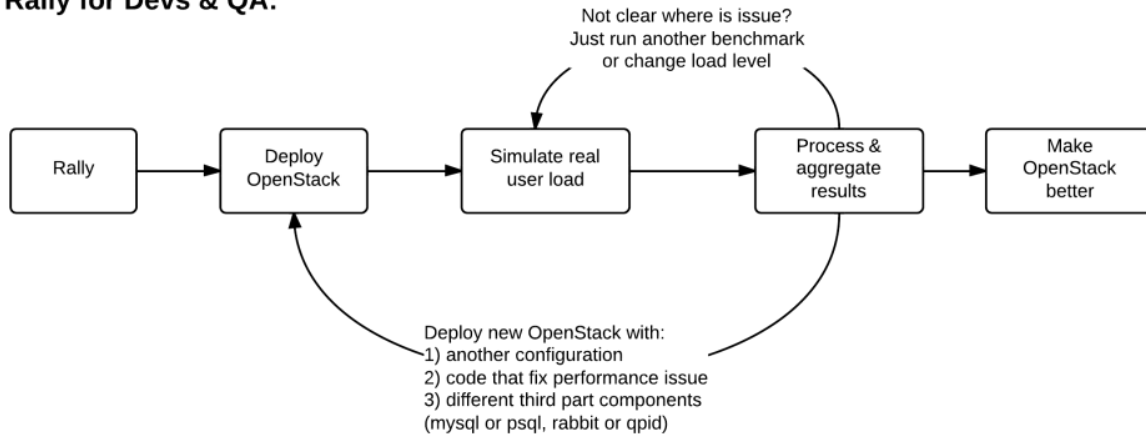 Rally for Devs & QA:
Not clear where is issue?
Just run another benchmark
or change load level
Rally
Deploy
OpenStack
Simulate real
user load
Process &
aggregate
results
Make
OpenStack
better
Deploy new OpenStack with:
1) another configuration
2) code that fix performance issue
3) different third part components
(mysql or psql, rabbit or qpid)